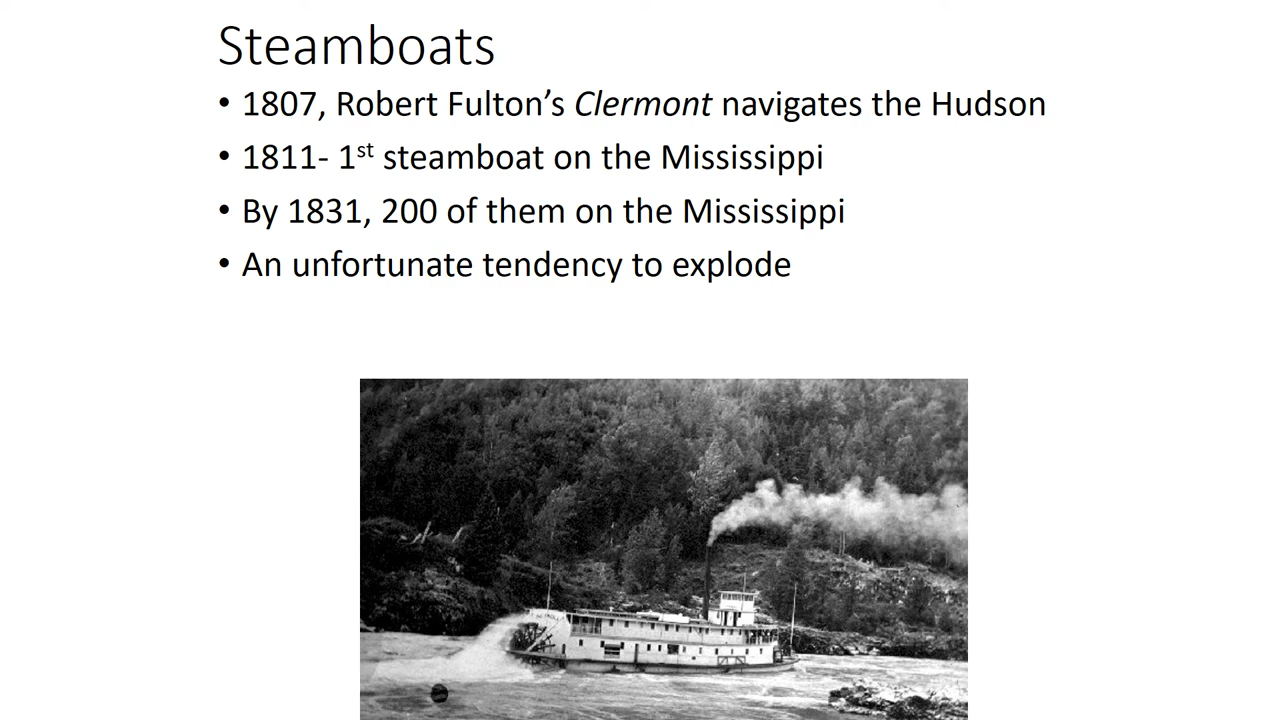 Steamboats
• 1807, Robert Fulton’s Clermont navigates the Hudson
• 1811- 1st steamboat on the Mississippi
• By 1831, 200 of them on the Mississippi
• An unfortunate tendency to explode